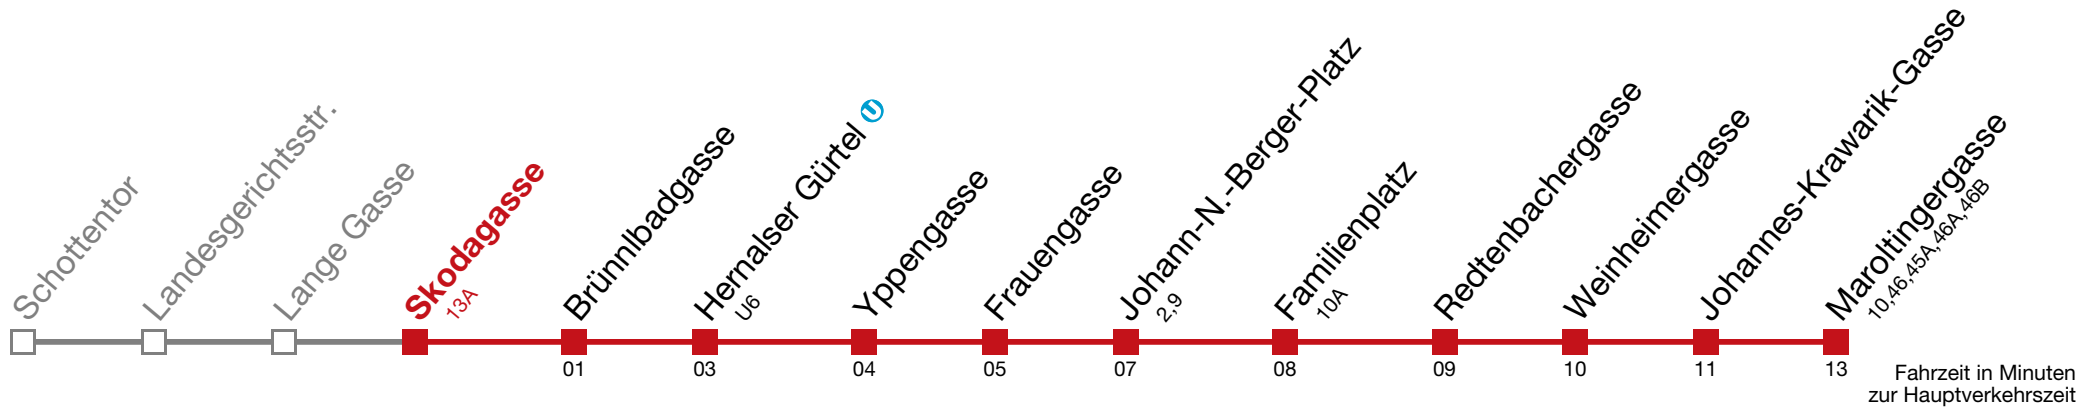 Schottentor
Landesgerichtsstr.
Lange Gasse
Skodagasse
13A
Brünnlbadgasse
Hernalser Gürtel U
U6
Yppengasse
Frauengasse
Johann-N.-Berger-Platz
2,9
Familienplatz
10A
Redtenbachergasse
Weinheimergasse
Johannes-Krawarik-Gasse
Maroltingergasse
10,46,45A,46A,46B
01 03 04 05 07 08 09 10 11 13
Fahrzeit in Minuten
zur Hauptverkehrszeit